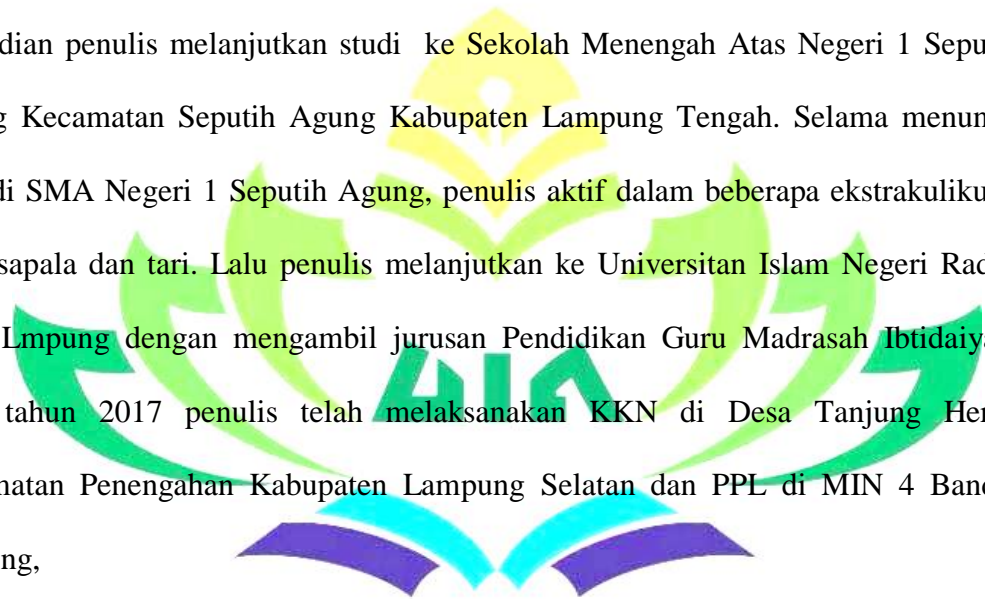 dian penulis melanjutkan studi ke Sekolah Menengah Atas Negeri 1 Sepu
g Kecamatan Seputih Agung Kabupaten Lampung Tengah. Selama menun
di SMA Negeri 1 Seputih Agung, penulis aktif dalam beberapa ekstrakuliku
sapala dan tari. Lalu penulis melanjutkan ke Universitan Islam Negeri Rad
Lmpung dengan mengambil jurusan Pendidikan Guru Madrasah Ibtidaiya
tahun 2017 penulis telah melaksanakan KKN di Desa Tanjung Her
matan Penengahan Kabupaten Lampung Selatan dan PPL di MIN 4 Band
ng,